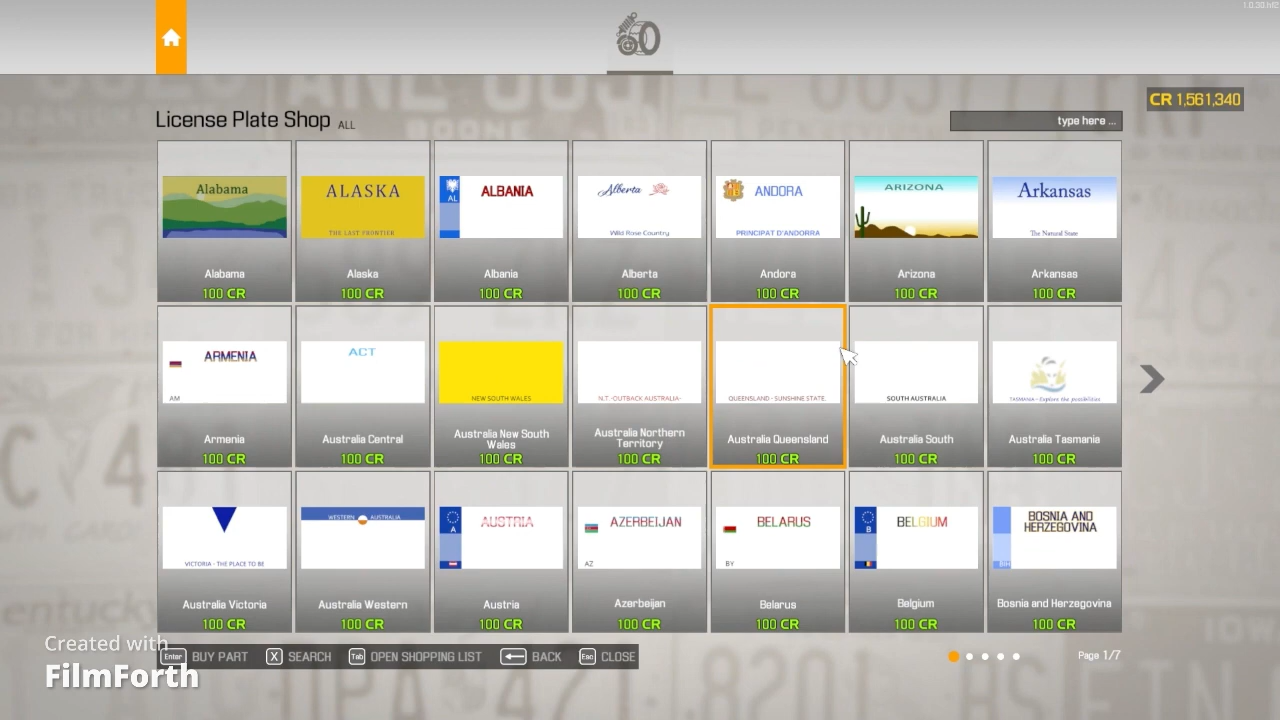 1.0.30.hf2
CR 1,561,340
License Plate Shop ALL
type here ...
Alabama
ALASKA
THE LAST FRONTIER
AL
ALBANIA
Alberta
Wild Rose Country
ANDORA
PRINCIPAT D'ANDORRA
ARIZONA
Arkansas
The Natural State
Alabama
Alaska
Albania
Alberta
Andora
Arizona
Arkansas
100 CR
100 CR
100 CR
100 CR
100 CR
100 CR
100 CR
ARMENIA
AM
ACT
NEW SOUTH WALES
N.T. -OUTBACK AUSTRALIA-
QUEENSLAND - SUNSHINE STATE.
SOUTH AUSTRALIA
TASMANIA - Explore the possibilities
Armenia
Australia Central
Australia New South
Wales
Australia Northern
Territory
Australia Queensland
Australia South
Australia Tasmania
100 CR
100 CR
100 CR
100 CR
100 CR
100 CR
100 CR
VICTORIA - THE PLACE TO BE
WESTERN AUSTRALIA
A
AUSTRIA
AZERBEIJAN
AZ
BELARUS
BY
B
BELGIUM
BOSNIA AND
HERZEGOVINA
BIH
Australia Victoria
Australia Western
Austria
Azerbeijan
Belarus
Belgium
Bosnia and Herzegovina
100 CR
100 CR
100 CR
100 CR
100 CR
100 CR
100 CR
Created with
FilmForth
Enter BUY PART X SEARCH Tab OPEN SHOPPING LIST BACK Esc CLOSE
Page 1/7